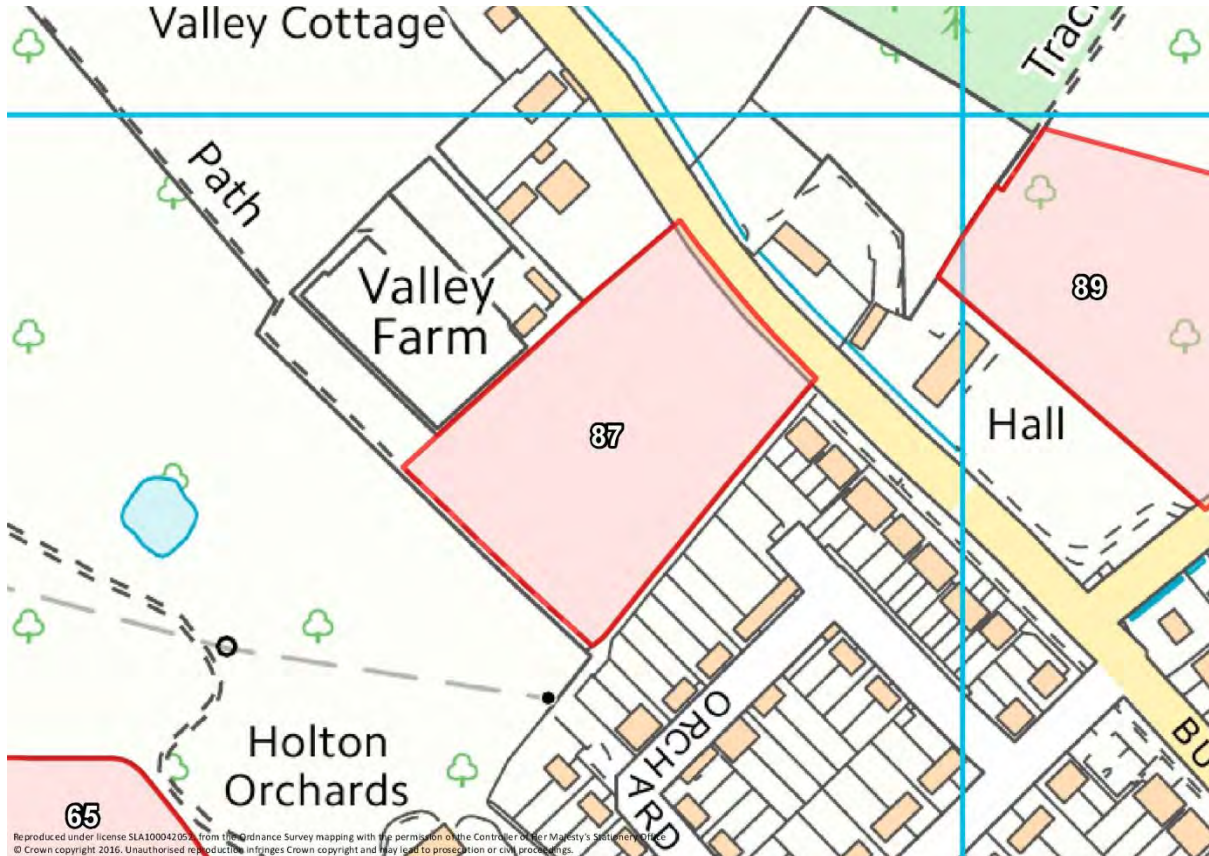 Valley Cottage
Track
Path
Valley
Farm
89
87
Hall
Holton
Orchards
ORCHARD
BU
65
Reproduced under license SLA100042052, from the Ordnance Survey mapping with the permission of the Controller of Her Majesty's Stationery Office
© Crown copyright 2016. Unauthorised reproduction infringes Crown copyright and may lead to prosecution or civil proceedings.